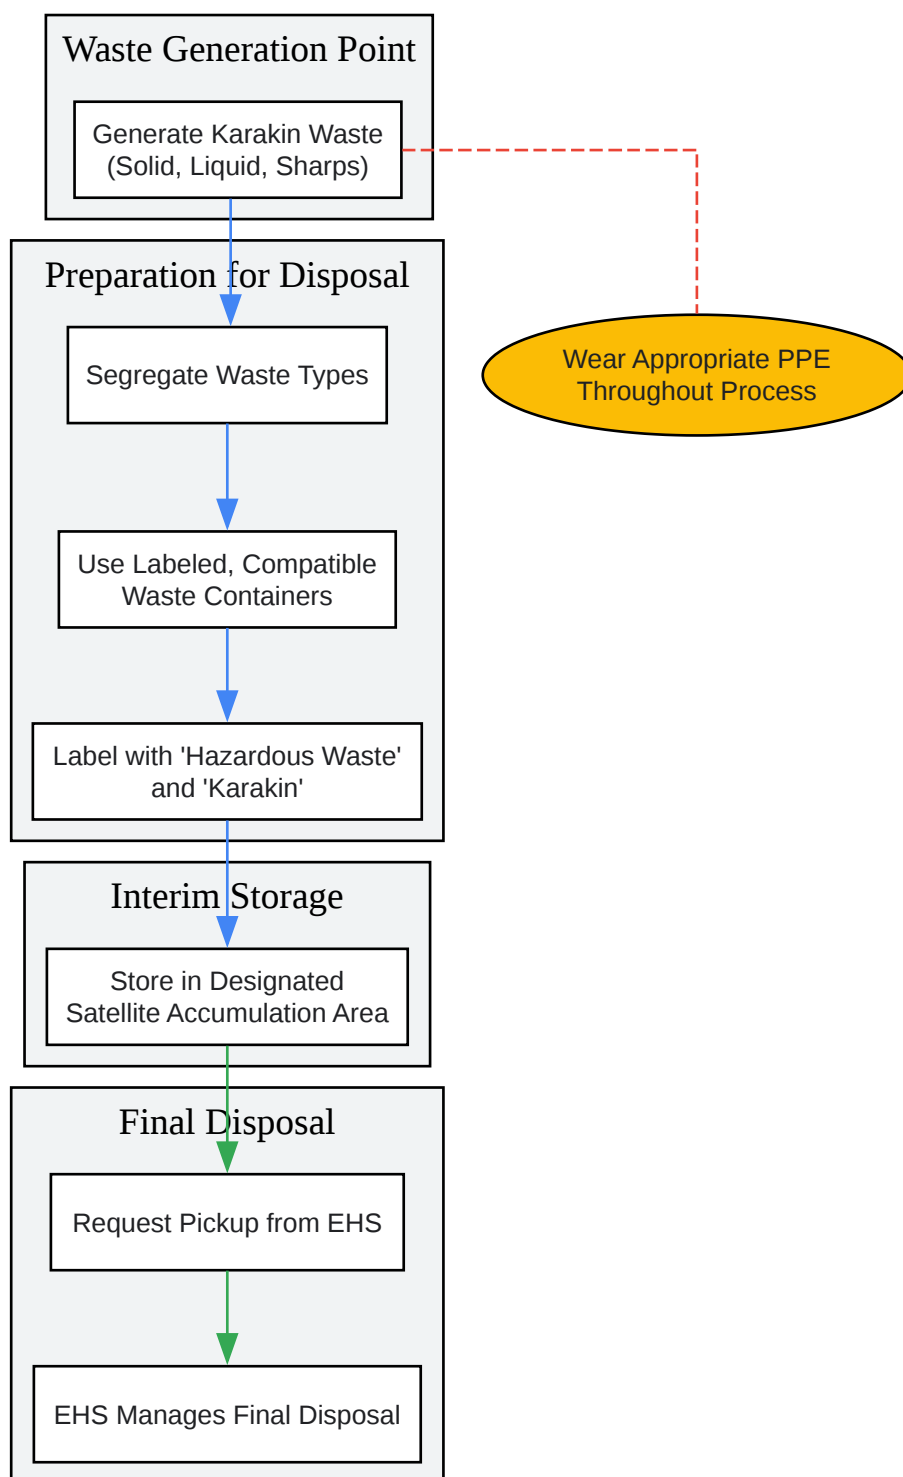 Waste Generation Point
Generate Karakin Waste
(Solid, Liquid, Sharps)
Preparation for Disposal
Segregate Waste Types
Wear Appropriate PPE
Throughout Process
Use Labeled, Compatible
Waste Containers
Label with 'Hazardous Waste'
and 'Karakin'
Interim Storage
Store in Designated
Satellite Accumulation Area
Final Disposal
Request Pickup from EHS
EHS Manages Final Disposal